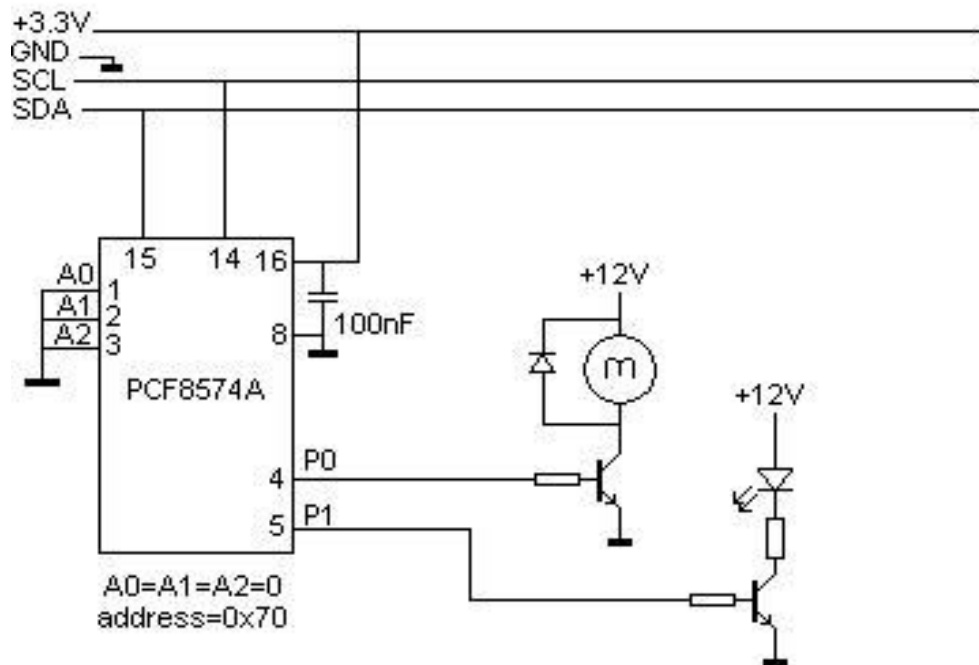 +3.3V
GND
SCL
SDA
15
14
16
A0
1
A1
2
A2
3
8
100nF
PCF8574A
+12V
m
+12V
4
P0
5
P1
A0=A1=A2=0
address=0x70